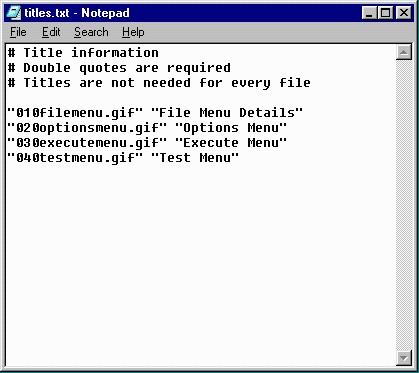 titles.txt - Notepad
File Edit Search Help
# Title information
# Double quotes are required
# Titles are not needed for every file
"010filemenu.gif" "File Menu Details"
"020optionsmenu.gif" "Options Menu"
"030executemenu.gif" "Execute Menu"
"040testmenu.gif" "Test Menu"